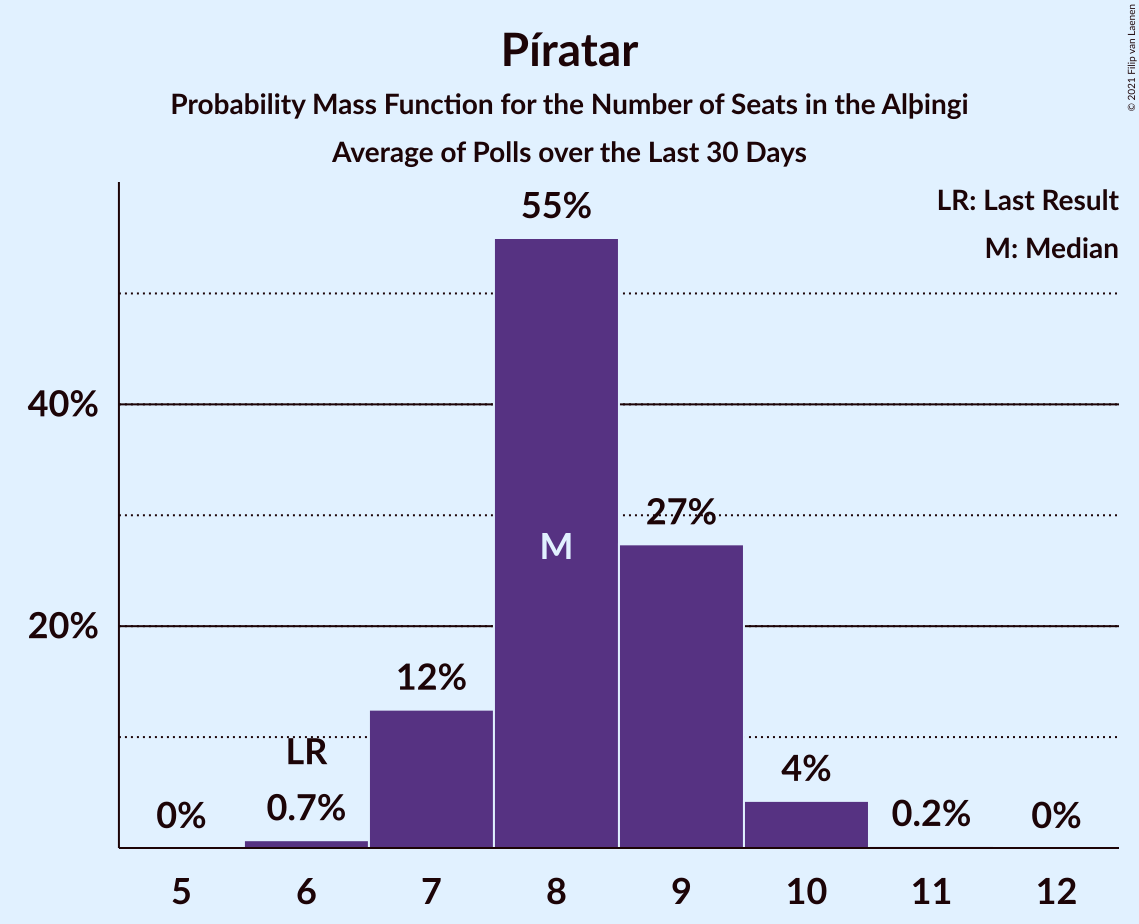 Píratar
Probability Mass Function for the Number of Seats in the Alþingi
Average of Polls over the Last 30 Days
© 2021 Filip van Laenen
LR: Last Result
M: Median
55%
40%
27%
M
20%
12%
LR
4%
0%
0.7%
0.2%
0%
5 6 7 8 9 10 11 12